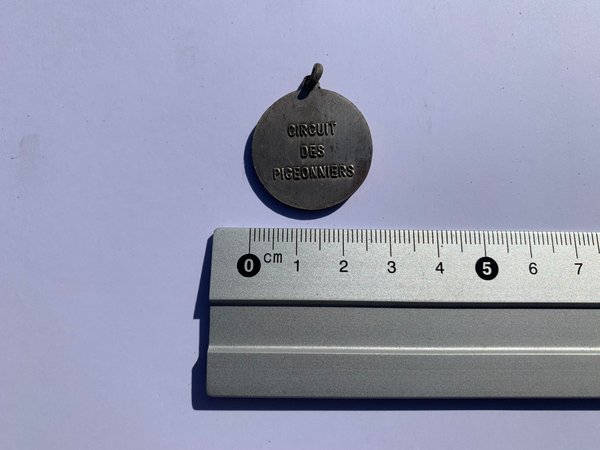 CIRCUIT
DES
PIGEONNIERS
0 cm 1 2 3 4 5 6 7